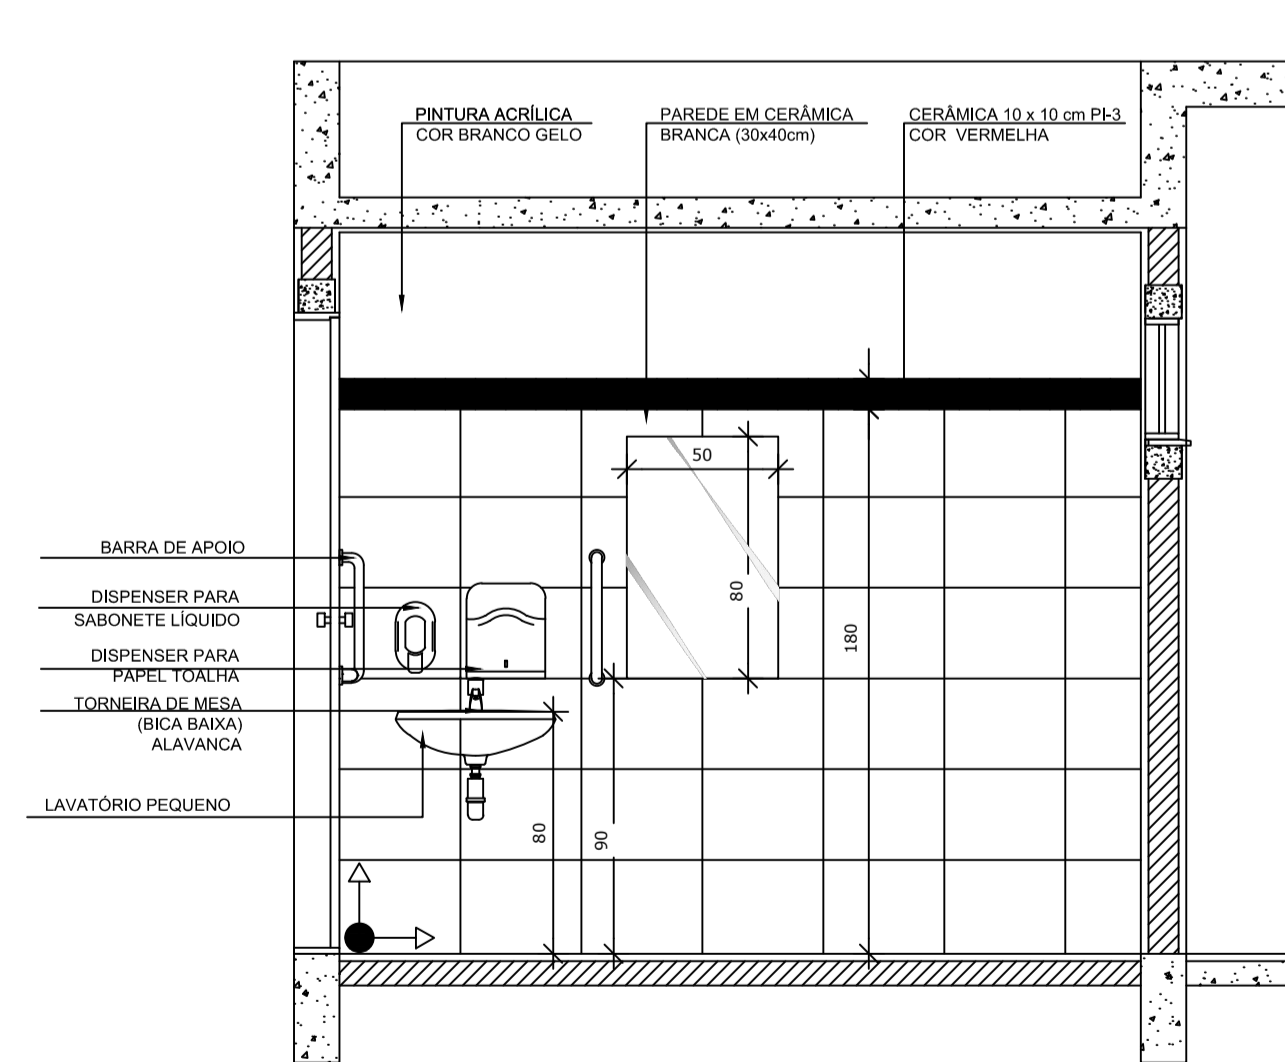 PINTURA ACRÍLICA
COR BRANCO GELO
PAREDE EM CERÂMICA
BRANCA (30x40cm)
CERÂMICA 10 x 10 cm PI-3
COR VERMELHA
50
80
180
BARRA DE APOIO
DISPENSER PARA
SABONETE LÍQUIDO
DISPENSER PARA
PAPEL TOALHA
TORNEIRA DE MESA
(BICA BAIXA)
ALAVANCA
LAVATÓRIO PEQUENO
80
90